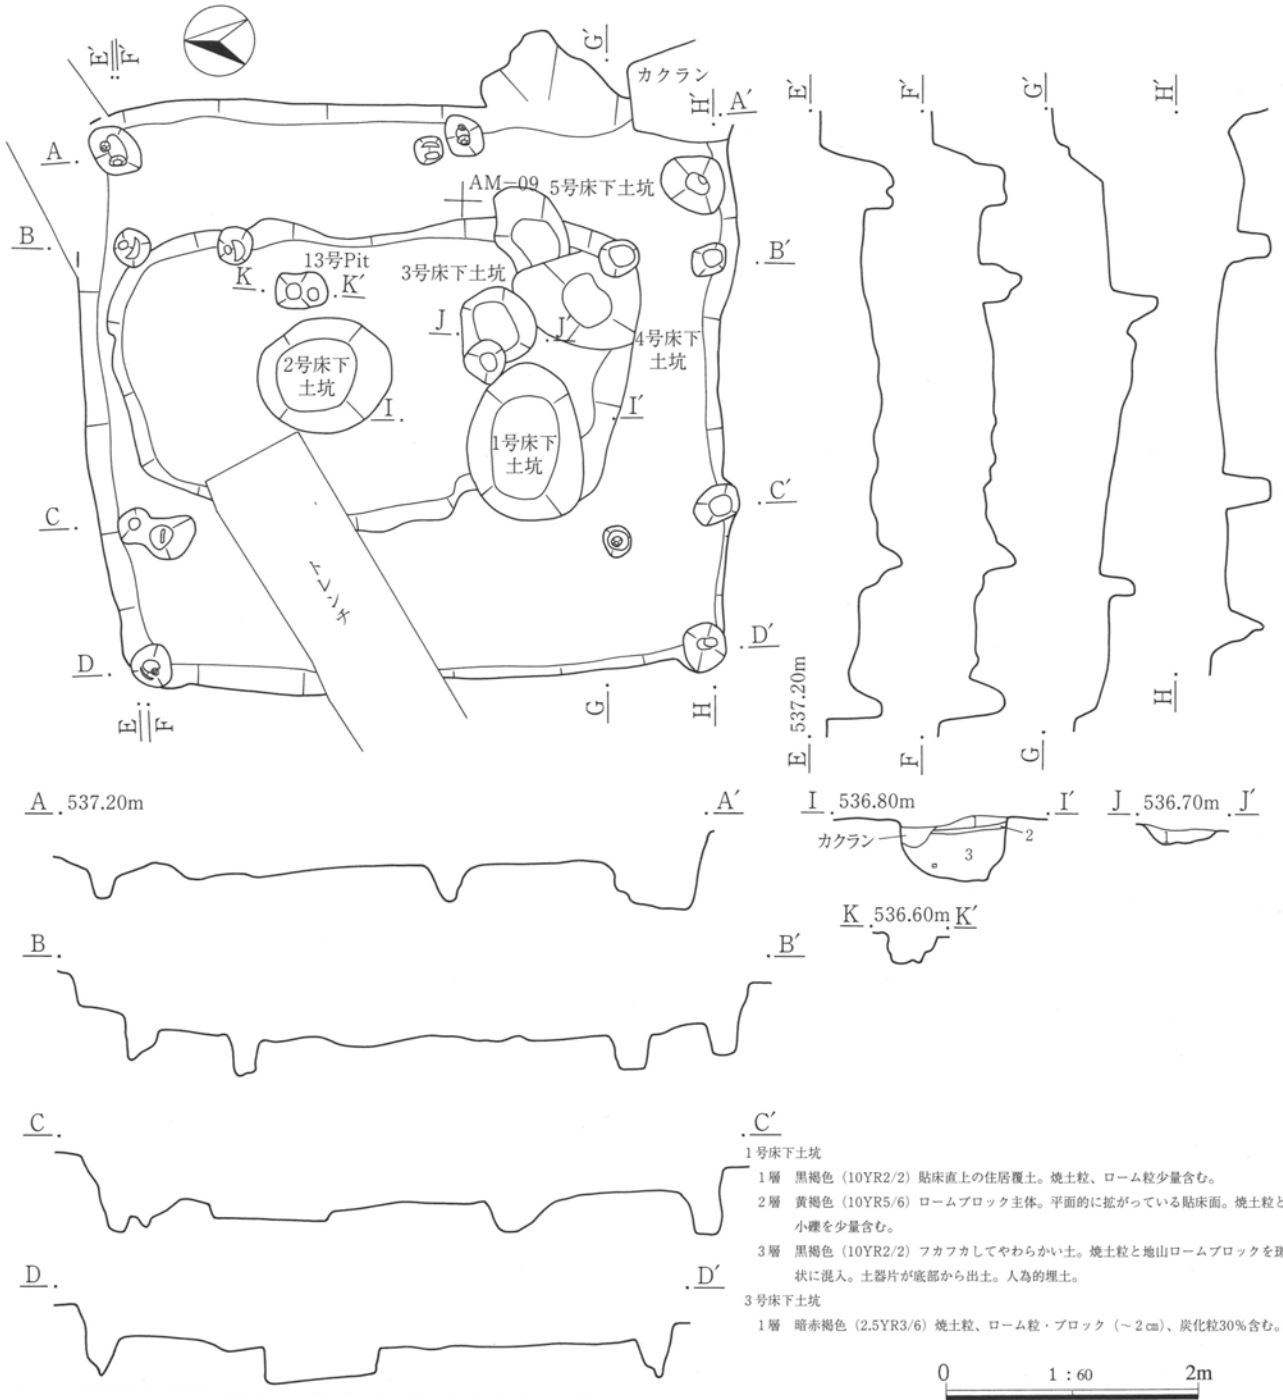 E′ F′
G′
カクラン
H′ A′
A
AM-09 5号床下土坑
B
13号Pit
3号床下土坑
K K′
B′
J J′
4号床下
土坑
2号床下
土坑
I I′
1号床下
土坑
C
C′
トレンチ
D
D′
E F
G
H
E′
F′
G′
H′
E 537.20m
F
G
H
A 537.20m A′
I 536.80m I′
カクラン
2
3
J 536.70m J′
K 536.60m K′
B B′
C C′
D D′
1号床下土坑
1層 黒褐色（10YR2/2）貼床直上の住居覆土。焼土粒、ローム粒少量含む。
2層 黄褐色（10YR5/6）ロームブロック主体。平面的に拡がっている貼床面。焼土粒と
小礫を少量含む。
3層 黒褐色（10YR2/2）フカフカしてやわらかい土。焼土粒と地山ロームブロックを斑
状に混入。土器片が底部から出土。人為的埋土。
3号床下土坑
1層 暗赤褐色（2.5YR3/6）焼土粒、ローム粒・ブロック（～2㎝）、炭化粒30％含む。
0 1：60 2m